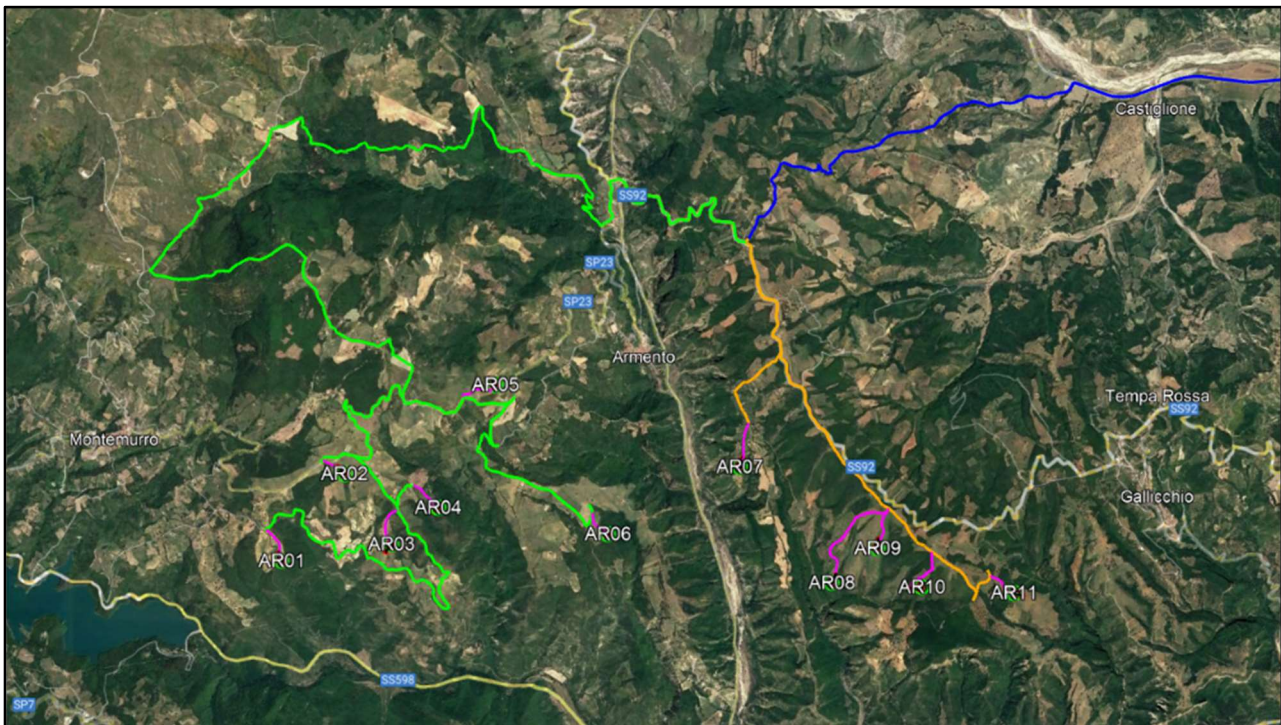 Castiglione
SS92
SP23
SP23
Armento
AR05
Tempa Rossa
SS92
Montemurro
AR02
AR07
SS92
AR04
Gallicchio
AR06
AR03
AR09
AR01
AR08
AR10
AR11
SS598
SP7